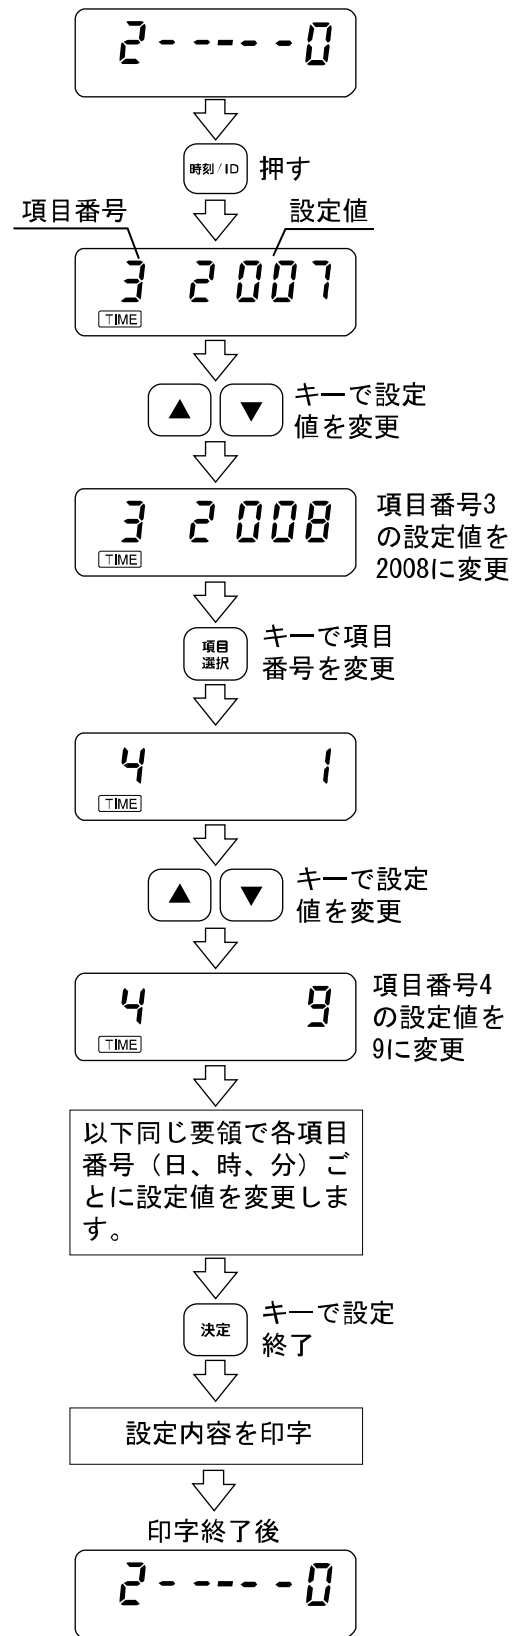 2-----0
時刻/ID
押す
項目番号
設定値
3 2007
TIME
▲ ▼
キーで設定
値を変更
3 2008
TIME
項目番号3
の設定値を
2008に変更
項目
選択
キーで項目
番号を変更
4 1
TIME
▲ ▼
キーで設定
値を変更
4 9
TIME
項目番号4
の設定値を
9に変更
以下同じ要領で各項目
番号（日、時、分）ご
とに設定値を変更しま
す。
決定
キーで設定
終了
設定内容を印字
印字終了後
2-----0